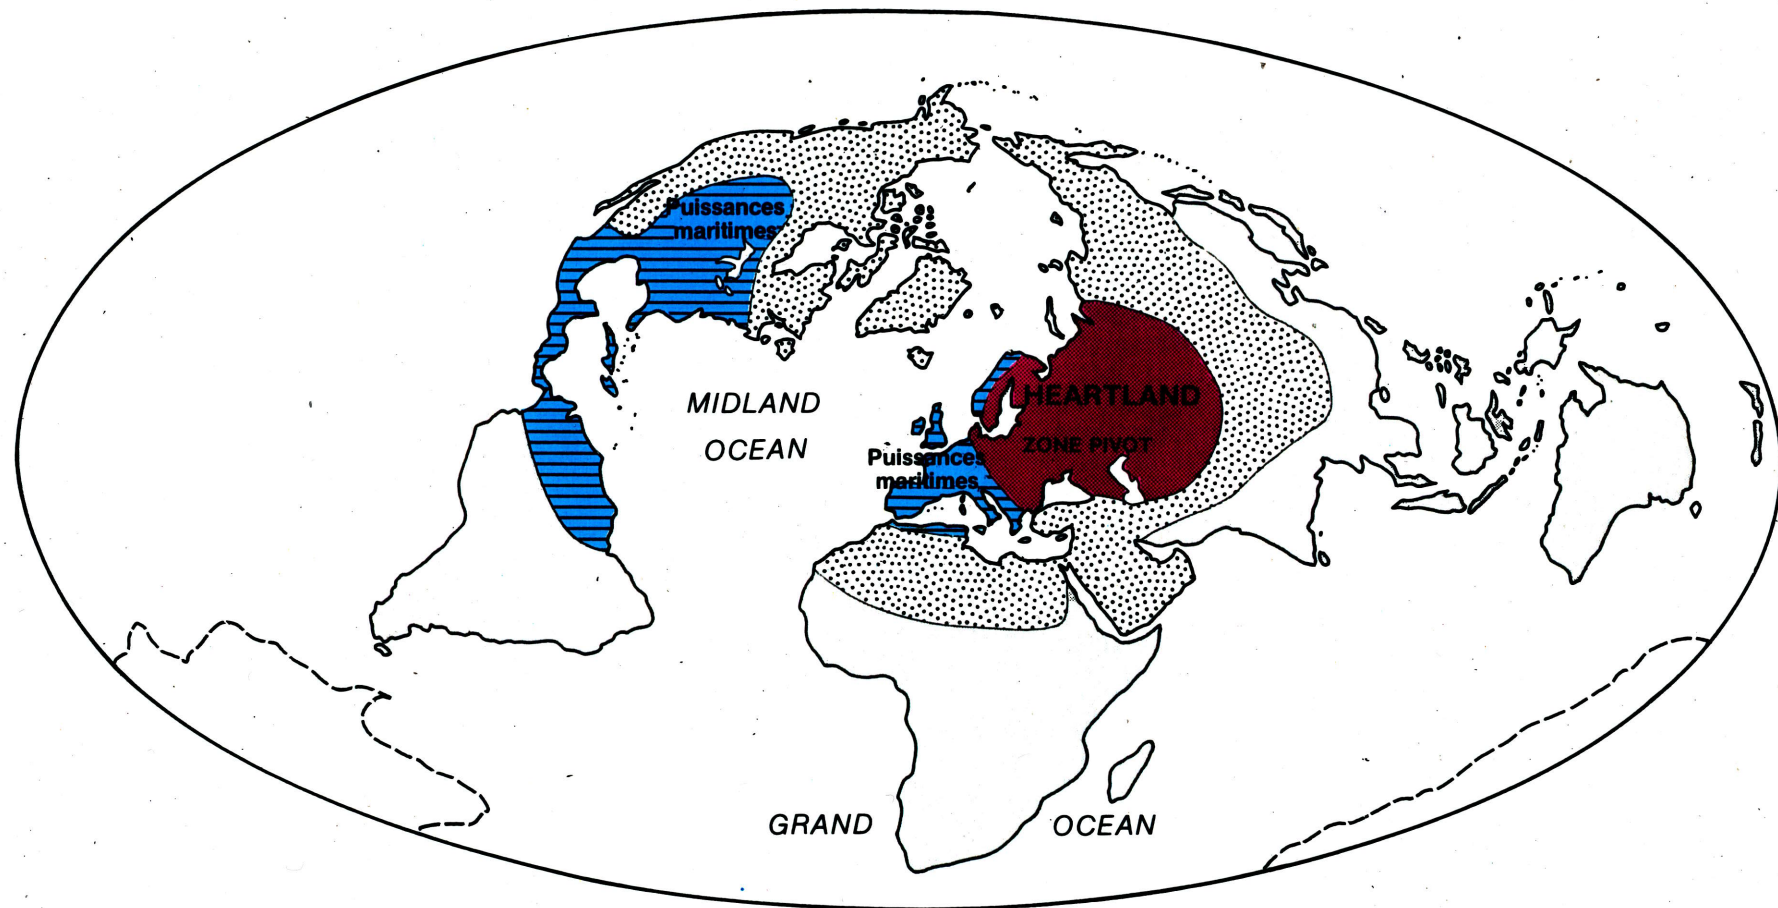 Puissances
maritimes
MIDLAND
OCEAN
HEARTLAND
ZONE PIVOT
Puissances
maritimes
GRAND OCEAN